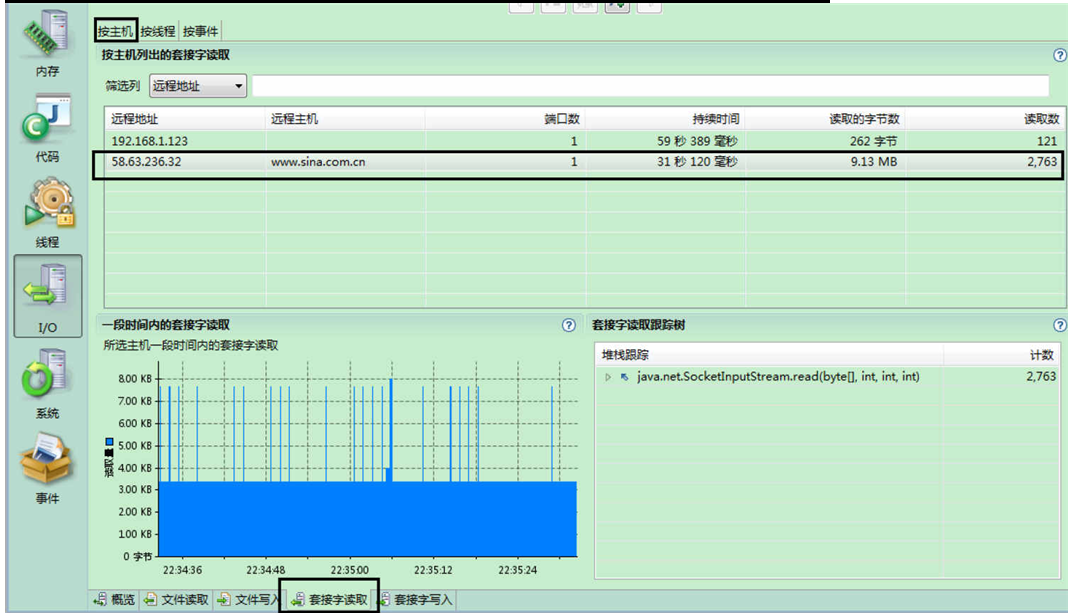 按主机 按线程 按事件
按主机列出的套接字读取
筛选列 远程地址
远程地址 远程主机 端口数 持续时间 读取的字节数 读取数
192.168.1.123 1 59 秒 389 毫秒 262 字节 121
58.63.236.32 www.sina.com.cn 1 31 秒 120 毫秒 9.13 MB 2,763
内存
代码
线程
I/O
系统
事件
一段时间内的套接字读取
所选主机一段时间内的套接字读取
读取量
8.00 KB
7.00 KB
6.00 KB
5.00 KB
4.00 KB
3.00 KB
2.00 KB
1.00 KB
0 字节
22:34:36 22:34:48 22:35:00 22:35:12 22:35:24
套接字读取跟踪树
堆栈跟踪 计数
java.net.SocketInputStream.read(byte[], int, int, int) 2,763
概览 文件读取 文件写入 套接字读取 套接字写入